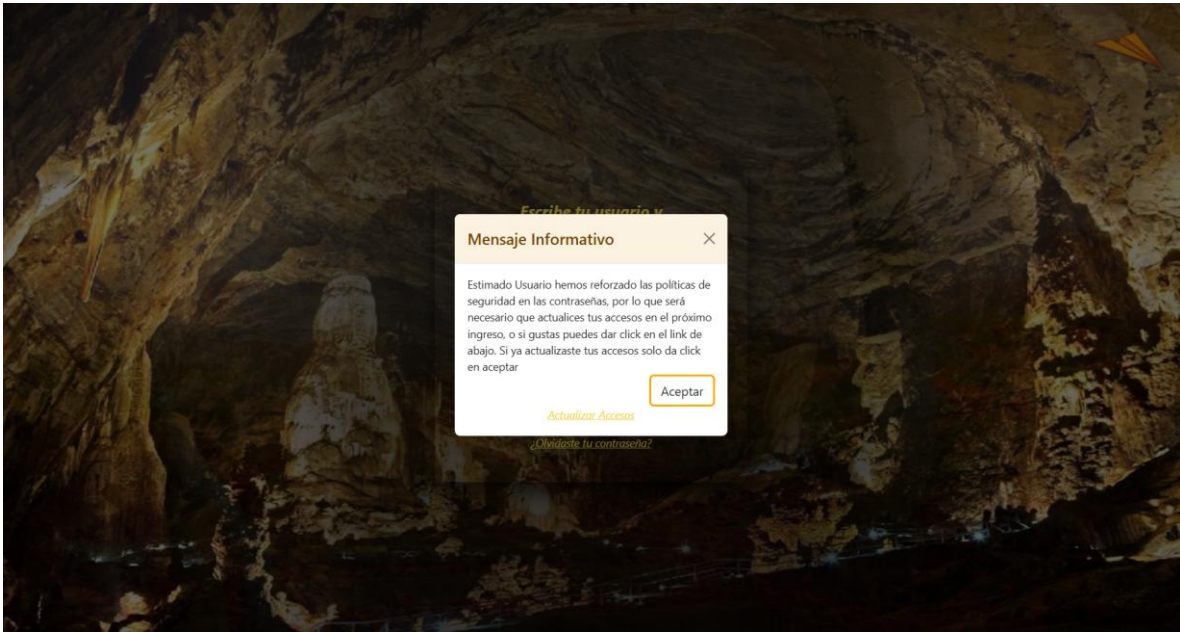 Escribe tu usuario y
Mensaje Informativo
Estimado Usuario hemos reforzado las políticas de
seguridad en las contraseñas, por lo que será
necesario que actualices tus accesos en el próximo
ingreso, o si gustas puedes dar click en el link de
abajo. Si ya actualizaste tus accesos solo da click
en aceptar
Aceptar
Actualizar Accesos
¿Olvidaste tu contraseña?